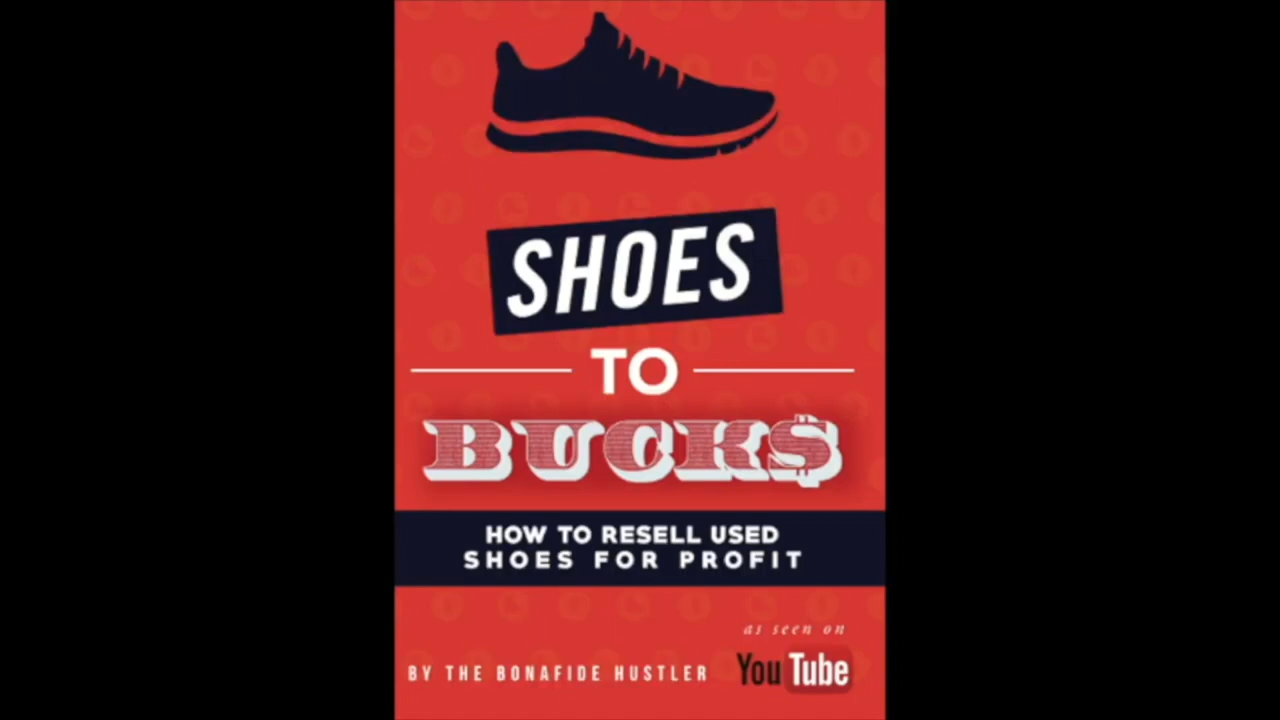 SHOES
TO
BUCK$
HOW TO RESELL USED
SHOES FOR PROFIT
as seen on
BY THE BONAFIDE HUSTLER
YouTube